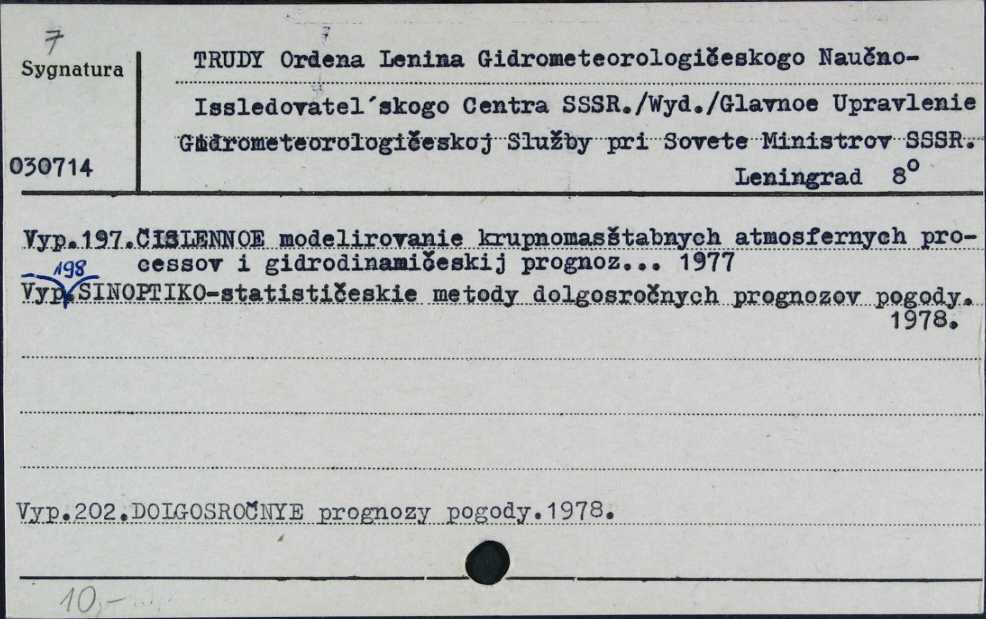 7
Sygnatura
TRUDY Ordena Lenina Gidrometeorologičeskogo Naučno-
Issledovatel´skogo Centra SSSR./Wyd./Glavnoe Upravlenie
Gidrometeorologičeskoj Služby pri Sovete Ministrov SSSR.
030714
Leningrad 8⁰
Vyp.197.ČISLENNOE modelirovanie krupnomasštabnych atmosfernych pro-
cessov i gidrodinamičeskij prognoz... 1977
198
Vyp.SINOPTIKO-statističeskie metody dolgosročnych prognozov pogody.
1978.
Vyp.202.DOLGOSROČNYE prognozy pogody.1978.
10,-